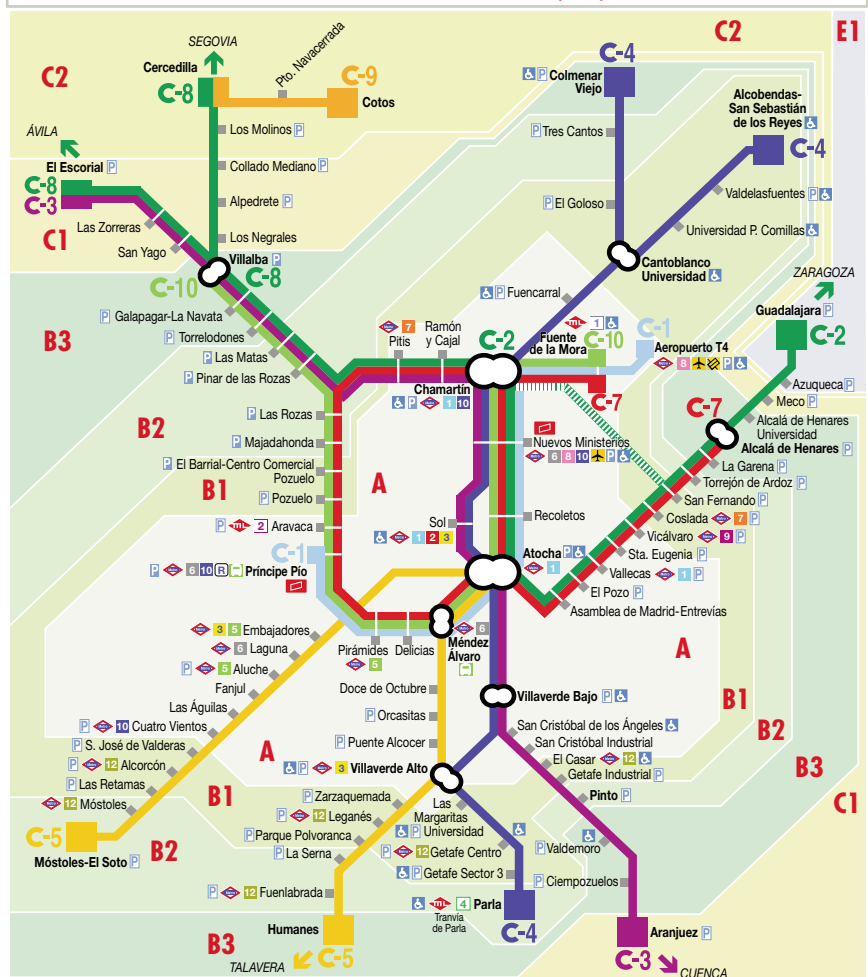 E1
C2
C2
SEGOVIA
Cercedilla
C-8
Pto. Navacerrada
C-9
Cotos
C-4
Colmenar
Viejo
Alcobendas-
San Sebastián
de los Reyes
C-4
ÁVILA
El Escorial P
C-8
C-3
Los Molinos P
Collado Mediano P
Alpedrete P
Los Negrales
P Tres Cantos
P El Goloso
Valdelasfuentes P
Universidad P. Comillas
C1
Las Zorreras
San Yago
Villalba P
C-10
C-8
Cantoblanco
Universidad
ZARAGOZA
Guadalajara P
C-2
P Galapagar-La Navata
P Torrelodones
P Las Matas
P Pinar de las Rozas
B3
P Fuencarral
7
Pitis
Ramón
y Cajal
C-2
Chamartín
P 1 10
mL 1
Fuente
de la Mora
C-10
C-7
C-1
Aeropuerto T4
8 P
Azuqueca P
Meco P
Alcalá de Henares
Universidad
Alcalá de Henares P
C-7
La Garena P
Torrejón de Ardoz P
San Fernando P
Coslada 7 P
Vicálvaro 9 P
Sta. Eugenia P
Vallecas 1 P
El Pozo P
Asamblea de Madrid-Entrevías
B2
P Las Rozas
P Majadahonda
P El Barrial-Centro Comercial
Pozuelo
B1
P Pozuelo
A
P mL 2 Aravaca
C-1
P 6 10 R Príncipe Pío
Nuevos Ministerios
6 8 10 P
Sol
1 2 3
Recoletos
Atocha P
1
3 5 Embajadores
6 Laguna
P 5 Aluche
Fanjul
Las Águilas
P 10 Cuatro Vientos
P S. José de Valderas
P 12 Alcorcón
P Las Retamas
12 Móstoles
C-5
Móstoles-El Soto P
Pirámides
5
Delicias
6
Méndez
Álvaro
A
B1
B2
B3
C1
Doce de Octubre
P Orcasitas
P Puente Alcocer
P 3 Villaverde Alto
Villaverde Bajo P
San Cristóbal de los Ángeles
San Cristóbal Industrial
El Casar 12
Getafe Industrial P
Pinto P
A
B1
B2
B3
P Zarzaquemada
P 12 Leganés
P Parque Polvoranca
P La Serna
P 12 Fuenlabrada
Humanes
C-5
TALAVERA
Las
Margaritas
P Universidad
P 12 Getafe Centro
P Getafe Sector 3
mL 4 Parla
Tranvía
de Parla
C-4
P Valdemoro
P Ciempozuelos
Aranjuez P
C-3
CUENCA